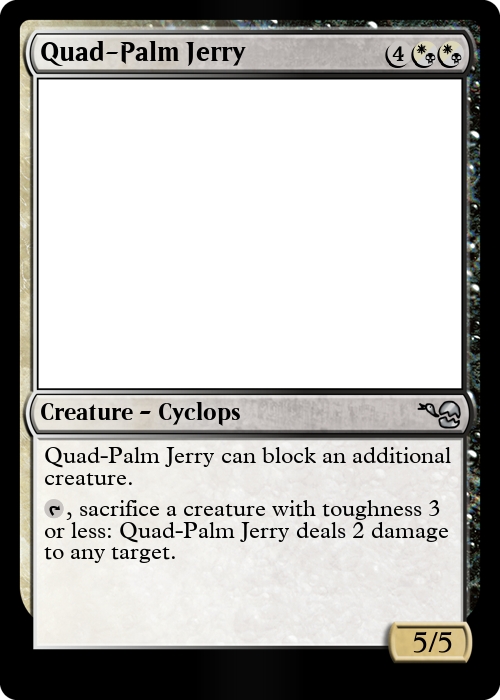 Quad-Palm Jerry 4
Creature – Cyclops
Quad-Palm Jerry can block an additional
creature.
, sacrifice a creature with toughness 3
or less: Quad-Palm Jerry deals 2 damage
to any target.
5/5